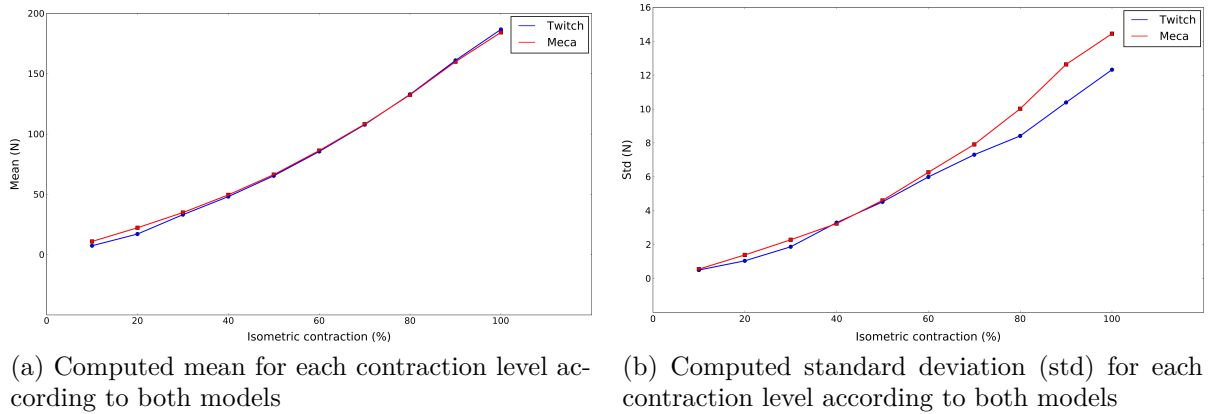 200
150
100
50
0
Mean (N)
0 20 40 60 80 100
Isometric contraction (%)
Twitch
Meca
(a) Computed mean for each contraction level ac-
cording to both models
16
14
12
10
8
6
4
2
0
Std (N)
0 20 40 60 80 100
Isometric contraction (%)
Twitch
Meca
(b) Computed standard deviation (std) for each
contraction level according to both models